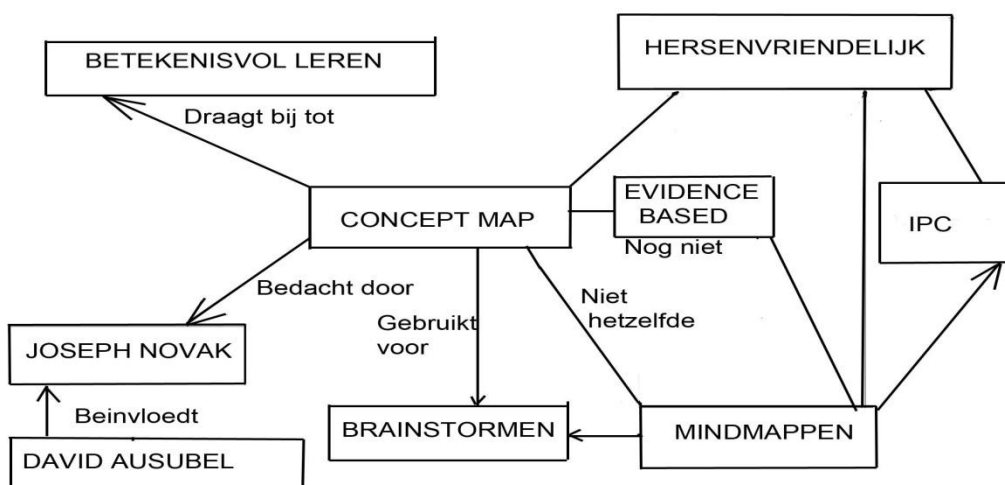 HERSENVRIENDELIJK
BETEKENISVOL LEREN
Draagt bij tot
CONCEPT MAP
EVIDENCE
BASED
Nog niet
IPC
Bedacht door
Gebruikt
voor
Niet
hetzelfde
JOSEPH NOVAK
Beinvloedt
BRAINSTORMEN
MINDMAPPEN
DAVID AUSUBEL